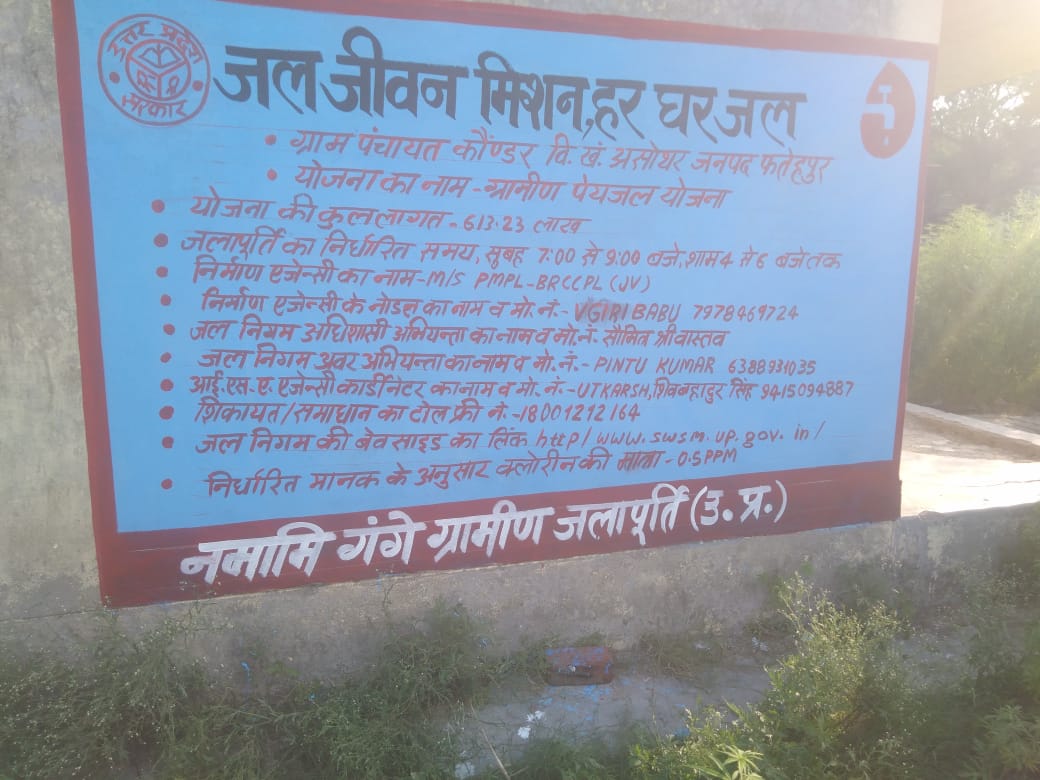 उत्तर प्रदेश
सरकार
जल जीवन मिशन, हर घर जल
• ग्राम पंचायत कौण्डर वि. खं. असोथर जनपद फतेहपुर
• योजना का नाम - ग्रामीण पेयजल योजना
• योजना की कुल लागत - 613.23 लाख
• जलापूर्ति का निर्धारित समय, सुबह 7:00 से 9:00 बजे, शाम 4 से 6 बजे तक
• निर्माण एजेन्सी का नाम - M/S PMPL-BRCCPL (JV)
• निर्माण एजेन्सी के नोडल का नाम व मो. नं. - VGIRI BABU 7978469724
• जल निगम अधिशासी अभियन्ता का नाम व मो. नं. - सौमित श्रीवास्तव
• जल निगम अवर अभियन्ता का नाम व मो. नं. - PINTU KUMAR 6388931035
• आई. एस. ए. एजेन्सी कार्डीनेटर का नाम व मो. नं. - UTKARSH, शिवबहादुर सिंह 9415094887
• शिकायत/समाधान का टोल फ्री नं. - 18001212164
• जल निगम की बेव साइड का लिंक http/www.swsm.up.gov.in/
• निर्धारित मानक के अनुसार क्लोरीन की मात्रा - 0.5 PPM
नमामि गंगे ग्रामीण जलापूर्ति (उ. प्र.)